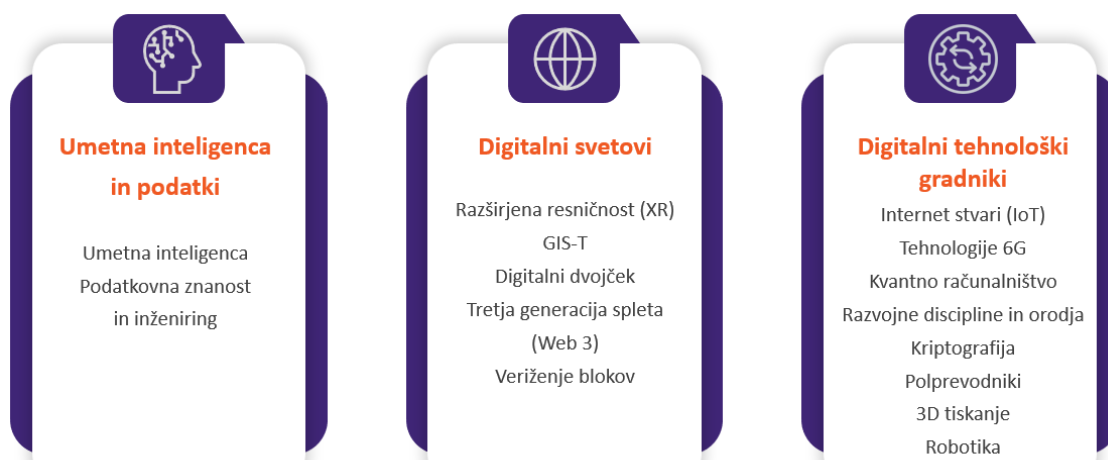 Umetna inteligenca
in podatki
Umetna inteligenca
Podatkovna znanost
in inženiring
Digitalni svetovi
Razširjena resničnost (XR)
GIS-T
Digitalni dvojček
Tretja generacija spleta
(Web 3)
Veriženje blokov
Digitalni tehnološki
gradniki
Internet stvari (IoT)
Tehnologije 6G
Kvantno računalništvo
Razvojne discipline in orodja
Kriptografija
Polprevodniki
3D tiskanje
Robotika